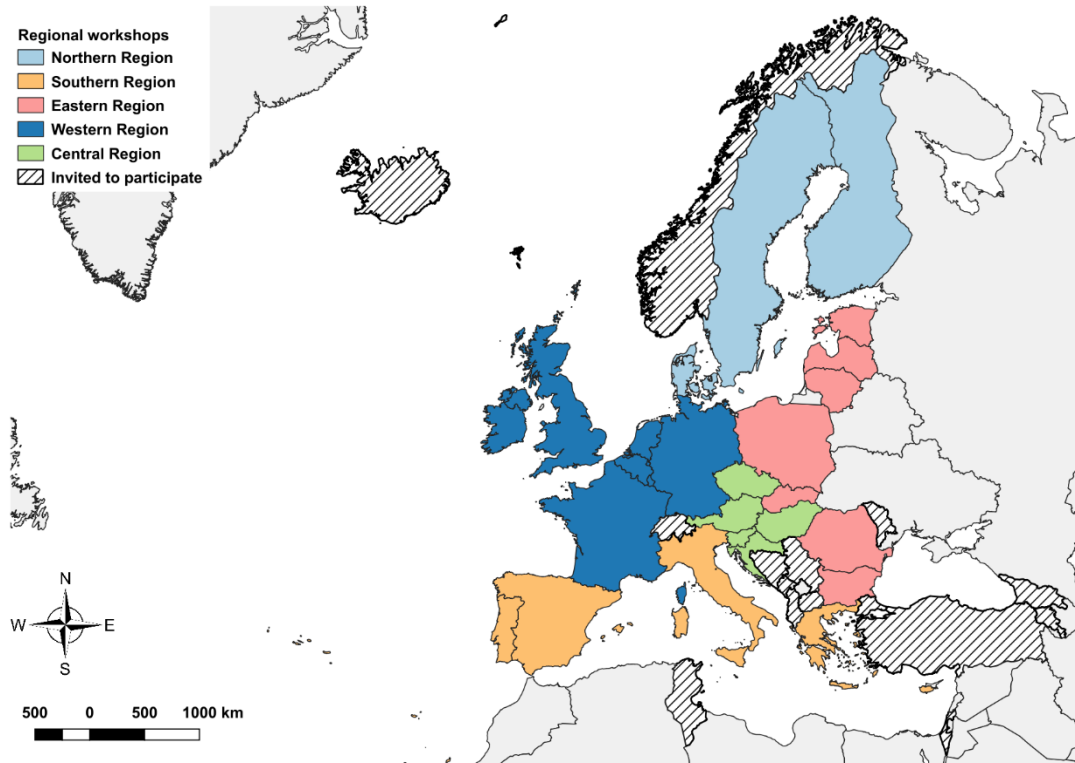 Regional workshops
Northern Region
Southern Region
Eastern Region
Western Region
Central Region
Invited to participate
N
W E
S
500 0 500 1000 km